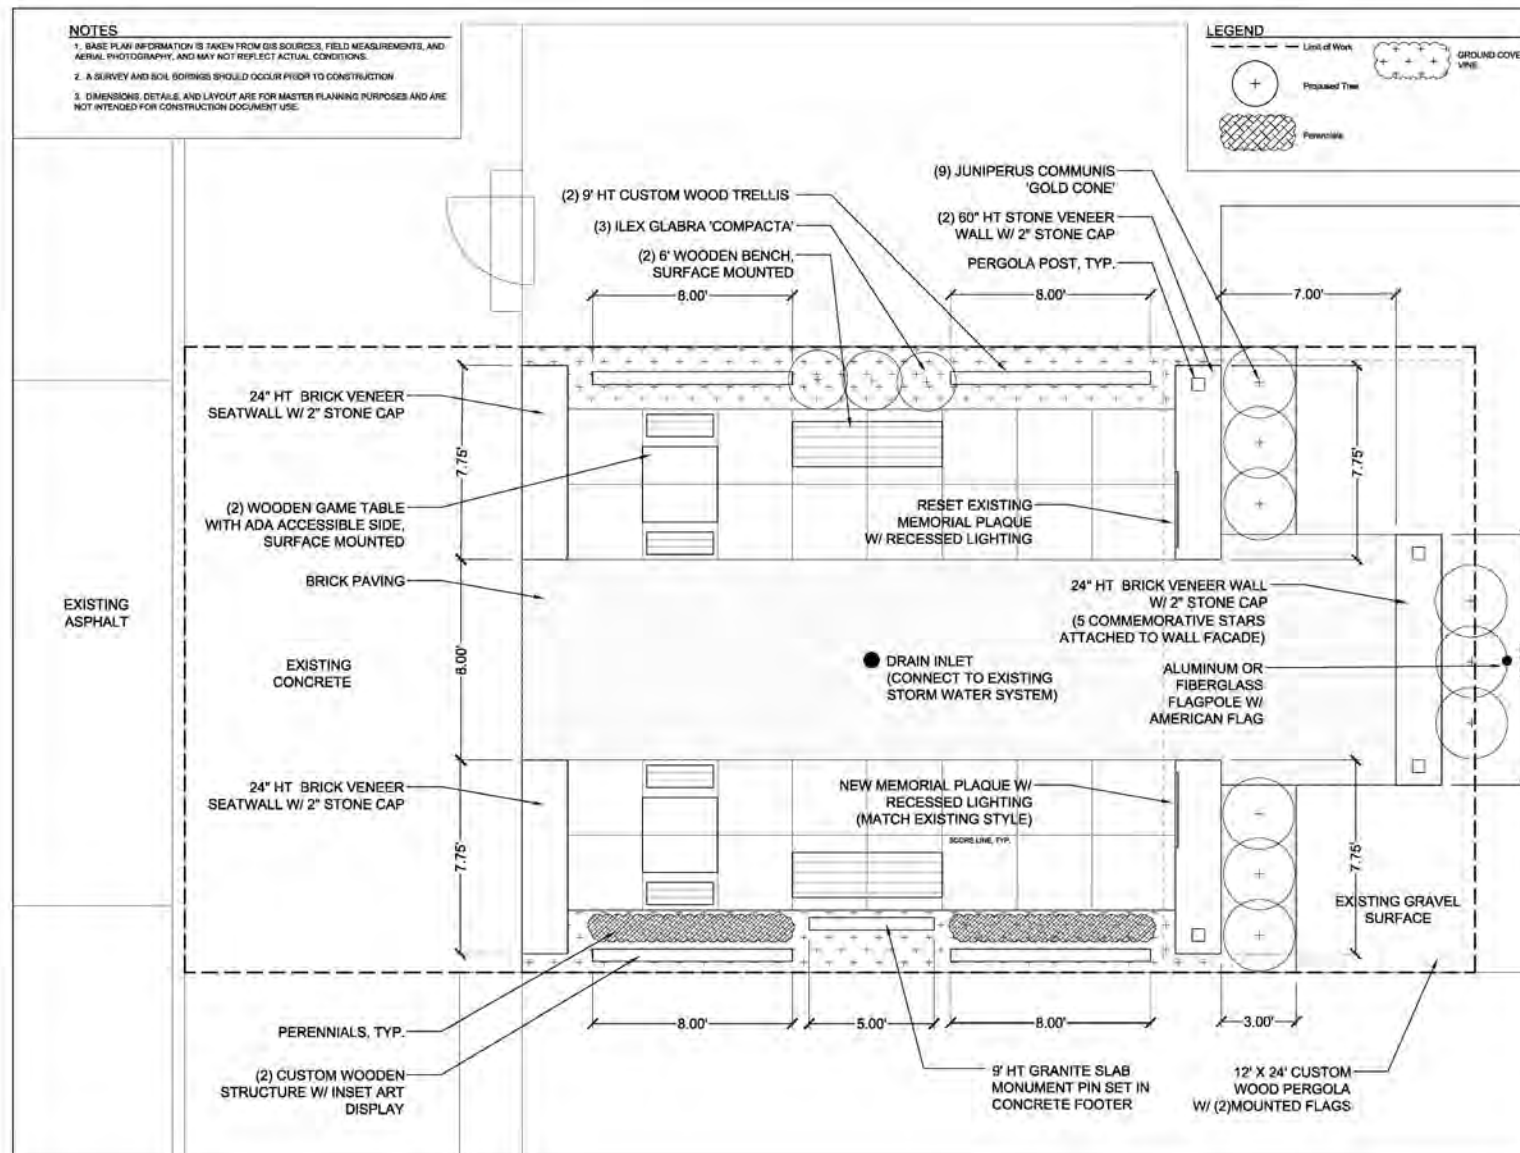 NOTES
1. BASE PLAN INFORMATION IS TAKEN FROM GIS SOURCES, FIELD MEASUREMENTS, AND
AERIAL PHOTOGRAPHY, AND MAY NOT REFLECT ACTUAL CONDITIONS.
2. A SURVEY AND SOIL BORINGS SHOULD OCCUR PRIOR TO CONSTRUCTION
3. DIMENSIONS, DETAILS, AND LAYOUT ARE FOR MASTER PLANNING PURPOSES AND ARE
NOT INTENDED FOR CONSTRUCTION DOCUMENT USE.
LEGEND
Limit of Work
GROUND COVE
VINE
Proposed Tree
Perennials
(2) 9' HT CUSTOM WOOD TRELLIS
(3) ILEX GLABRA 'COMPACTA'
(2) 6' WOODEN BENCH,
SURFACE MOUNTED
(9) JUNIPERUS COMMUNIS
'GOLD CONE'
(2) 60" HT STONE VENEER
WALL W/ 2" STONE CAP
PERGOLA POST, TYP.
8.00'
8.00'
7.00'
24" HT BRICK VENEER
SEATWALL W/ 2" STONE CAP
7.75'
7.75'
(2) WOODEN GAME TABLE
WITH ADA ACCESSIBLE SIDE,
SURFACE MOUNTED
RESET EXISTING
MEMORIAL PLAQUE
W/ RECESSED LIGHTING
BRICK PAVING
EXISTING
ASPHALT
EXISTING
CONCRETE
8.00'
DRAIN INLET
(CONNECT TO EXISTING
STORM WATER SYSTEM)
24" HT BRICK VENEER WALL
W/ 2" STONE CAP
(5 COMMEMORATIVE STARS
ATTACHED TO WALL FACADE)
ALUMINUM OR
FIBERGLASS
FLAGPOLE W/
AMERICAN FLAG
24" HT BRICK VENEER
SEATWALL W/ 2" STONE CAP
7.75'
NEW MEMORIAL PLAQUE W/
RECESSED LIGHTING
(MATCH EXISTING STYLE)
SCORE LINE, TYP.
7.75'
EXISTING GRAVEL
SURFACE
PERENNIALS, TYP.
8.00'
5.00'
8.00'
3.00'
(2) CUSTOM WOODEN
STRUCTURE W/ INSET ART
DISPLAY
9' HT GRANITE SLAB
MONUMENT PIN SET IN
CONCRETE FOOTER
12' X 24' CUSTOM
WOOD PERGOLA
W/ (2)MOUNTED FLAGS